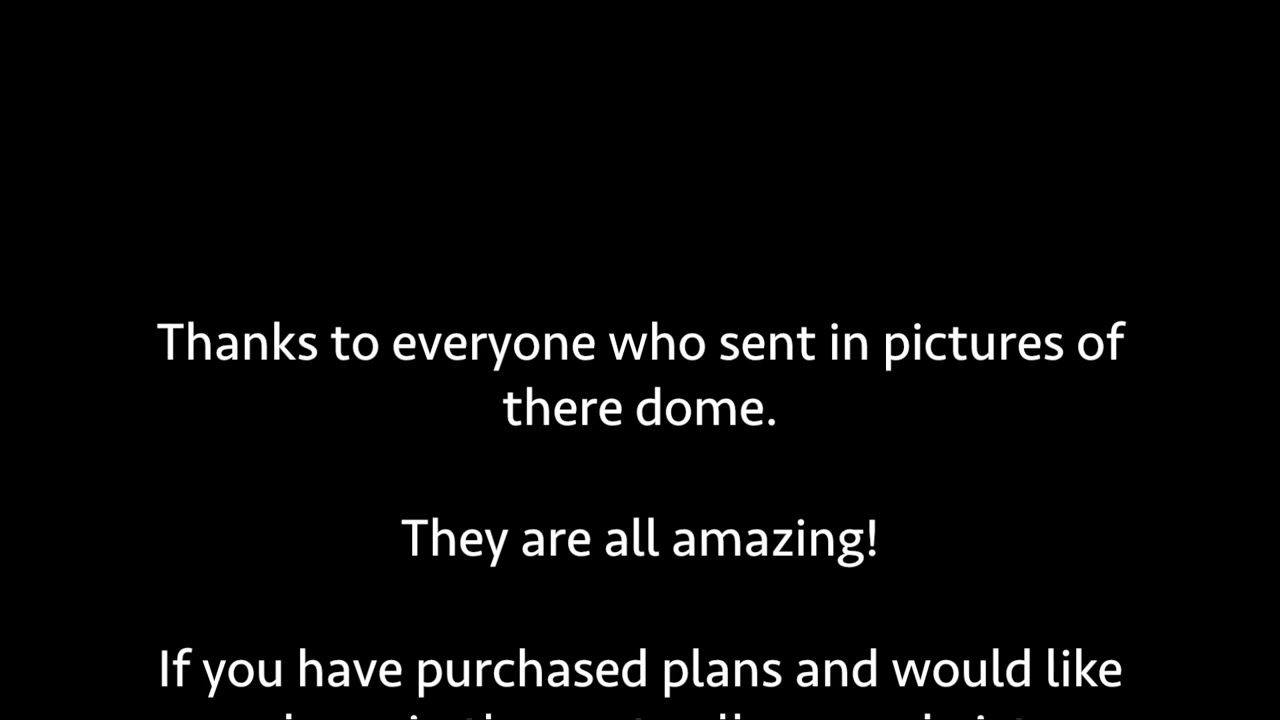 Thanks to everyone who sent in pictures of
there dome.
They are all amazing!
If you have purchased plans and would like